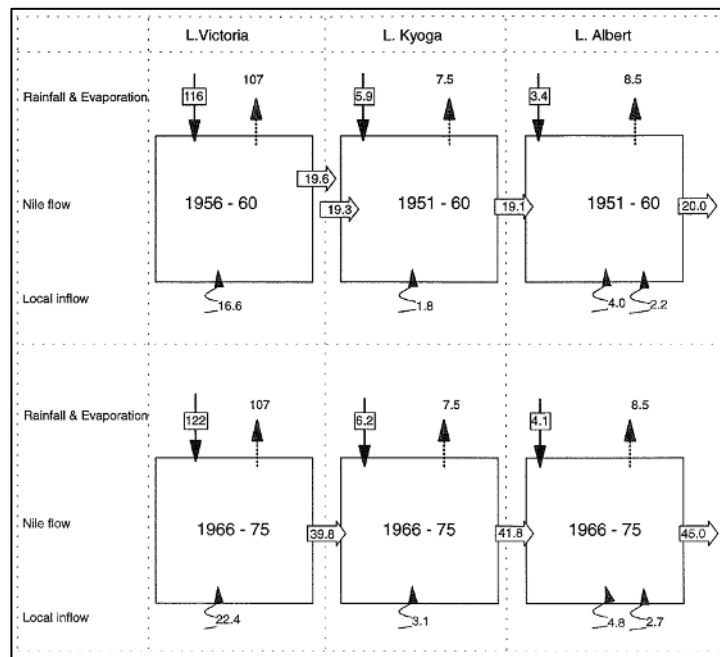 L.Victoria L. Kyoga L. Albert
107 7.5 8.5
Rainfall & Evaporation 116 5.9 3.4
19.6
Nile flow 1956 - 60 19.3 1951 - 60 19.1 1951 - 60 20.0
Local inflow 16.6 1.8 4.0 2.2
107 7.5 8.5
Rainfall & Evaporation 122 6.2 4.1
Nile flow 1966 - 75 39.8 1966 - 75 41.8 1966 - 75 45.0
Local inflow 22.4 3.1 4.8 2.7